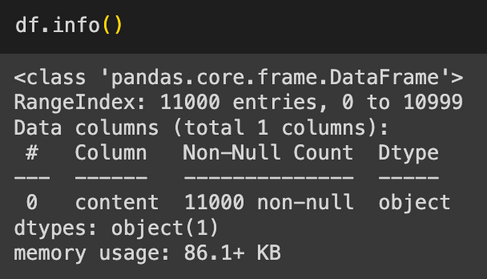 df.info()
<class 'pandas.core.frame.DataFrame'>
RangeIndex: 11000 entries, 0 to 10999
Data columns (total 1 columns):
 #   Column   Non-Null Count  Dtype
---  ------   --------------  -----
 0   content  11000 non-null  object
dtypes: object(1)
memory usage: 86.1+ KB